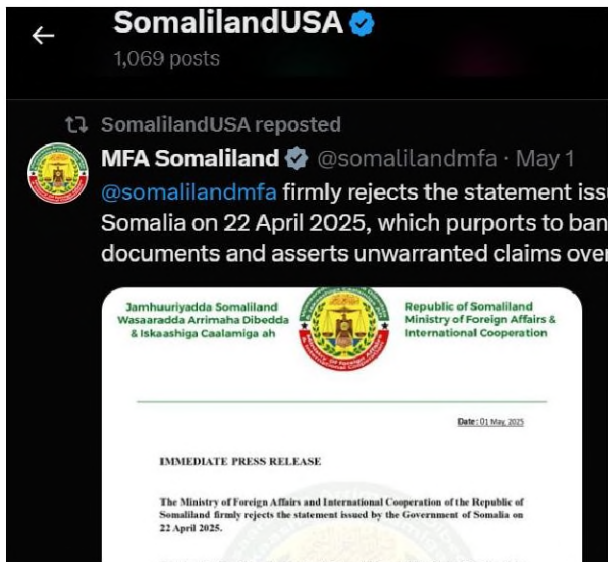 SomalilandUSA
1,069 posts
SomalilandUSA reposted
MFA Somaliland @somalilandmfa · May 1
@somalilandmfa firmly rejects the statement iss
Somalia on 22 April 2025, which purports to ban
documents and asserts unwarranted claims over
Jamhuuriyadda Somaliland
Wasaaradda Arrimaha Dibedda
& Iskaashiga Caalamiga ah
Republic of Somaliland
Ministry of Foreign Affairs &
International Cooperation
Date: 01 May, 2025
IMMEDIATE PRESS RELEASE
The Ministry of Foreign Affairs and International Cooperation of the Republic of
Somaliland firmly rejects the statement issued by the Government of Somalia on
22 April 2025.